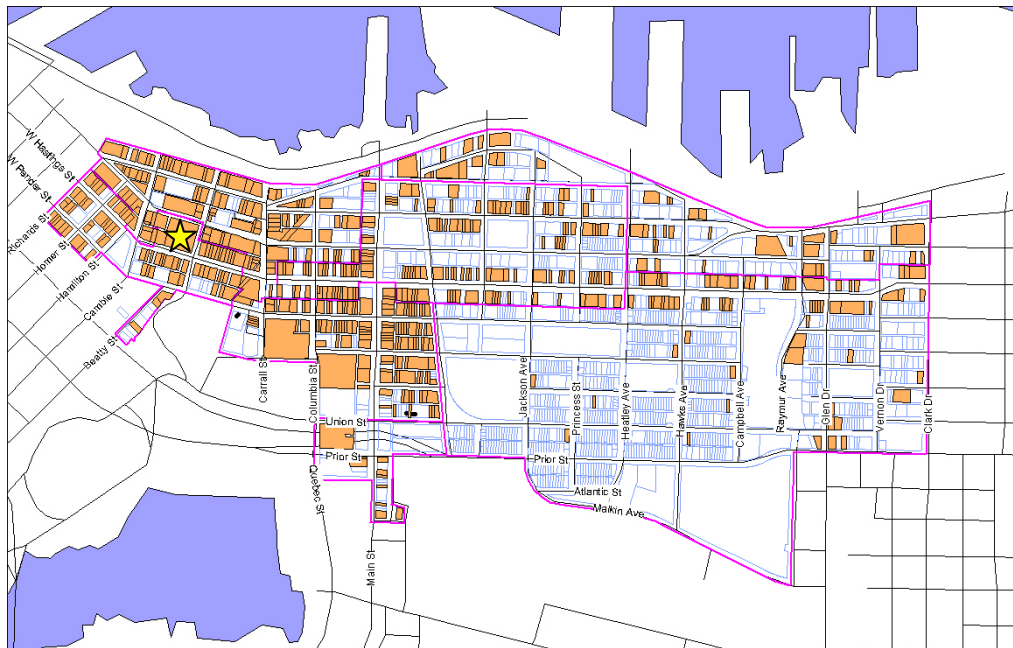 W Hastings St
W Pender St
Richards St
Homer St
Hamilton St
Cambie St
Beatty St
Carrall St
Columbia St
Quebec St
Main St
Union St
Prior St
Jackson Ave
Princess St
Heatley Ave
Hawks Ave
Campbell Ave
Raymur Ave
Glen Dr
Vernon Dr
Clark Dr
Prior St
Atlantic St
Malkin Ave